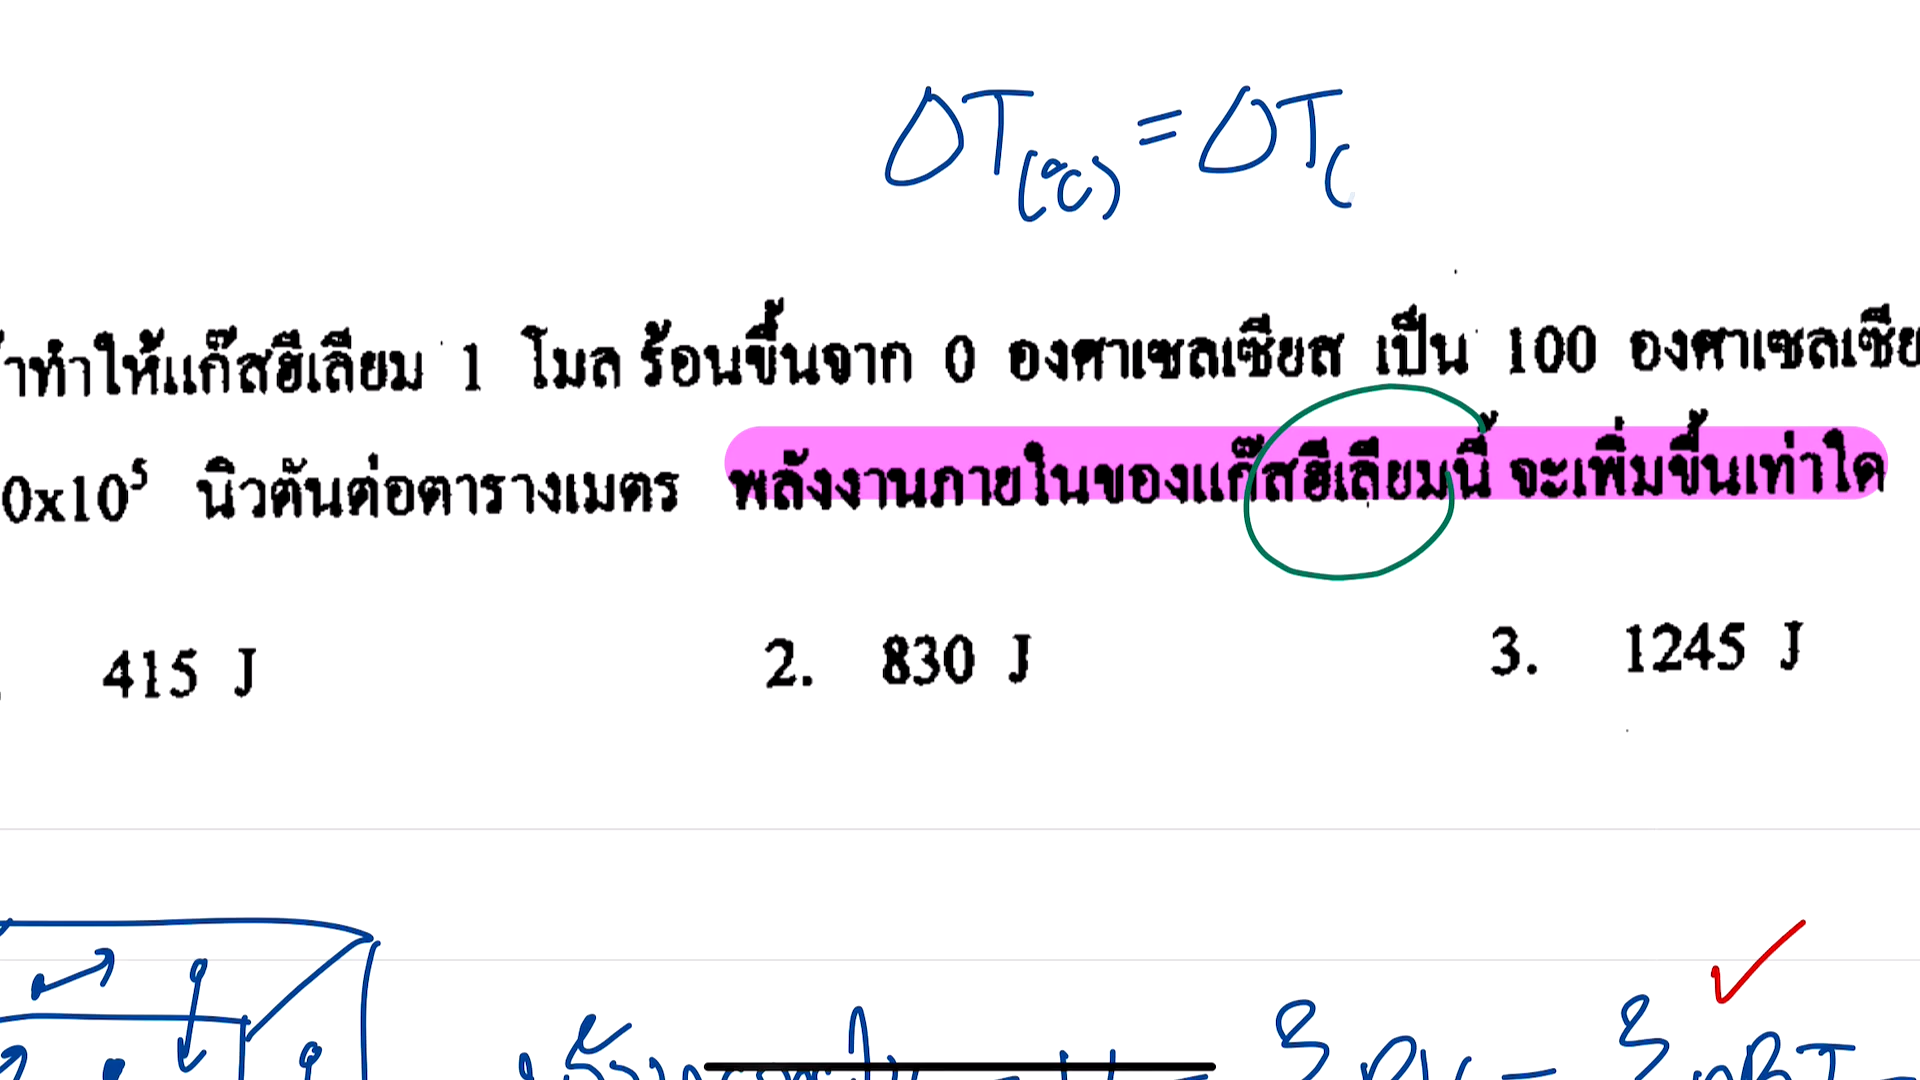 ΔT(°C) = ΔT(
าทำให้แก๊สฮีเลียม 1 โมล ร้อนขึ้นจาก 0 องศาเซลเซียส เป็น 100 องศาเซลเซีย
0x10⁵ นิวตันต่อตารางเมตร พลังงานภายในของแก๊สฮีเลียมนี้ จะเพิ่มขึ้นเท่าใด
415 J 2. 830 J 3. 1245 J